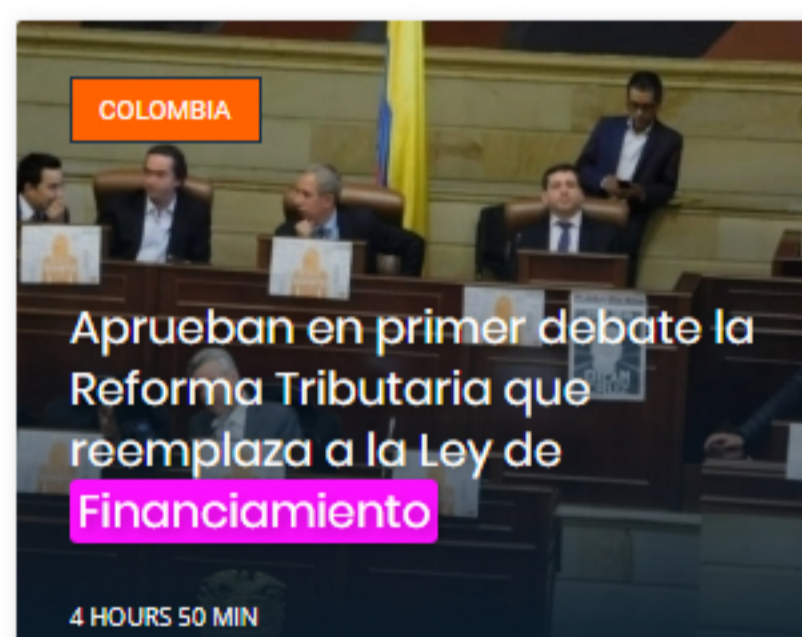 COLOMBIA
Aprueban en primer debate la
Reforma Tributaria que
reemplaza a la Ley de
Financiamiento
4 HOURS 50 MIN